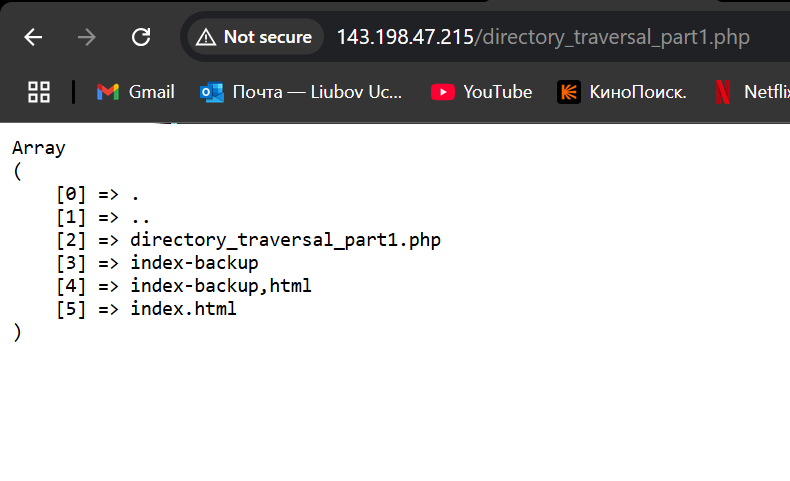 Not secure 143.198.47.215/directory_traversal_part1.php
Gmail Почта — Liubov Uc... YouTube КиноПоиск. Netflix
Array
(
[0] => .
[1] => ..
[2] => directory_traversal_part1.php
[3] => index-backup
[4] => index-backup,html
[5] => index.html
)